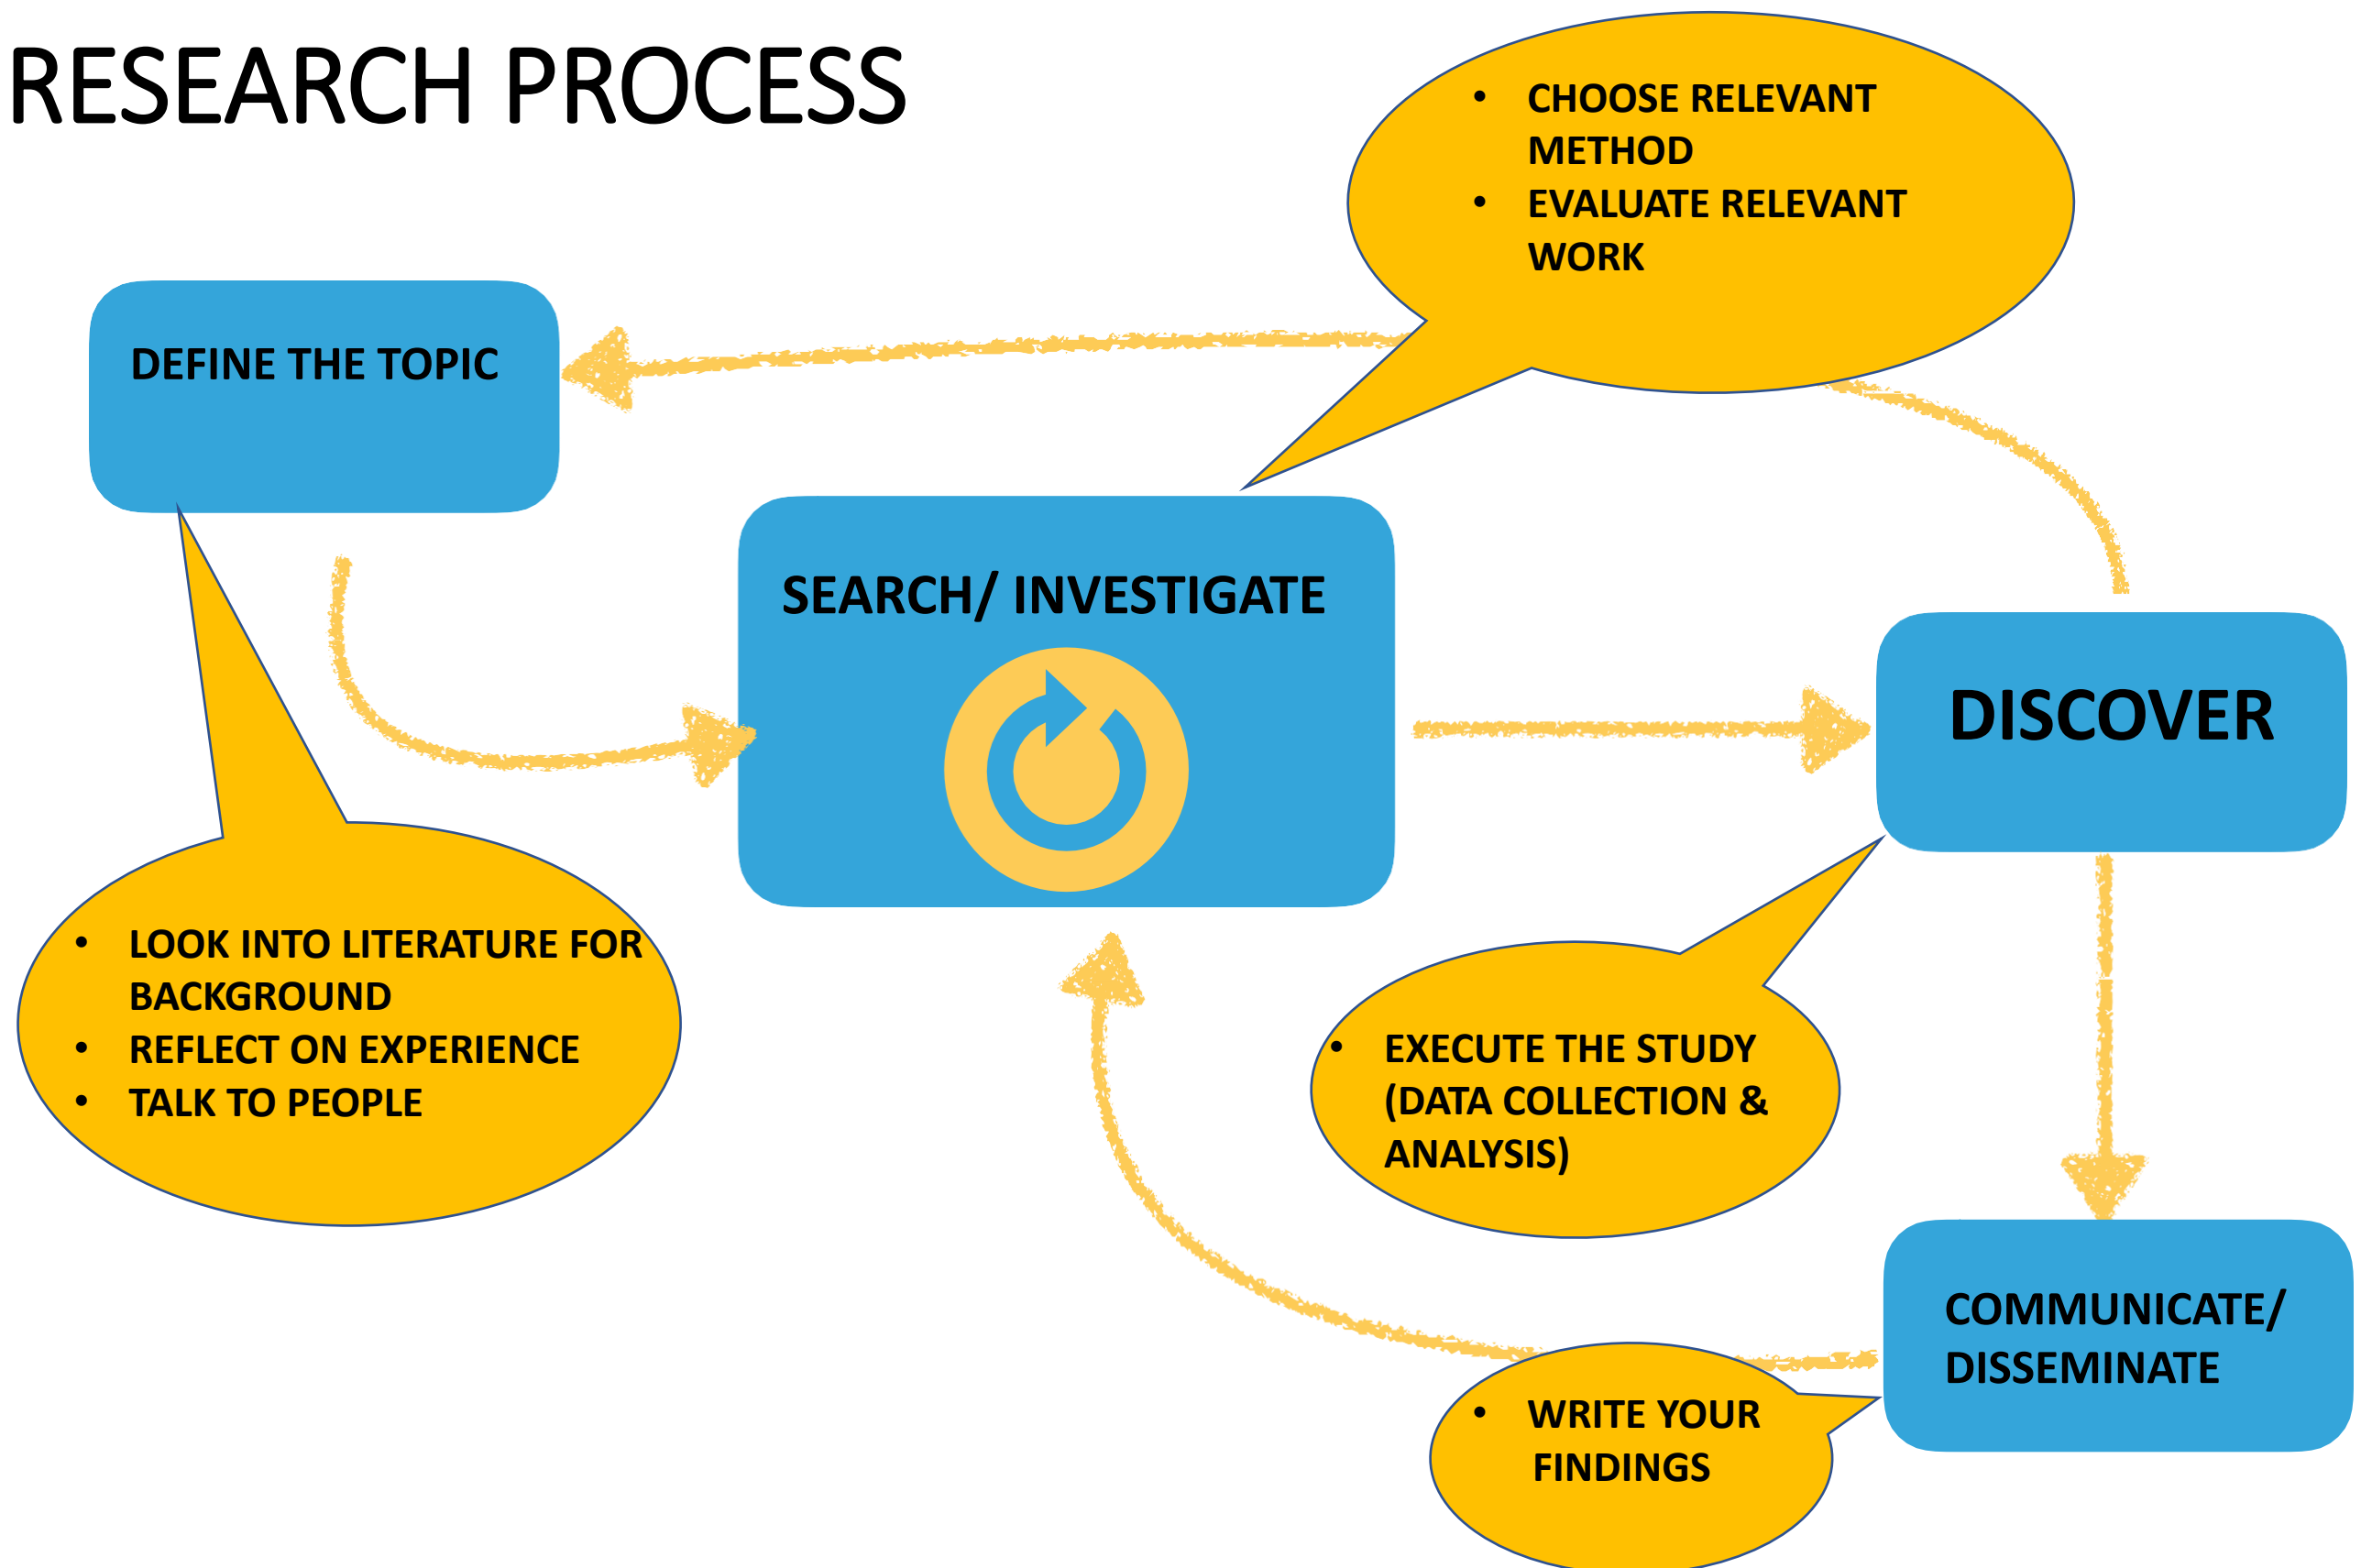 RESEARCH PROCESS
• CHOOSE RELEVANT
METHOD
• EVALUATE RELEVANT
WORK
DEFINE THE TOPIC
SEARCH/ INVESTIGATE
DISCOVER
• LOOK INTO LITERATURE FOR
BACKGROUND
• REFLECT ON EXPERIENCE
• TALK TO PEOPLE
• EXECUTE THE STUDY
(DATA COLLECTION &
ANALYSIS)
COMMUNICATE/
DISSEMINATE
• WRITE YOUR
FINDINGS